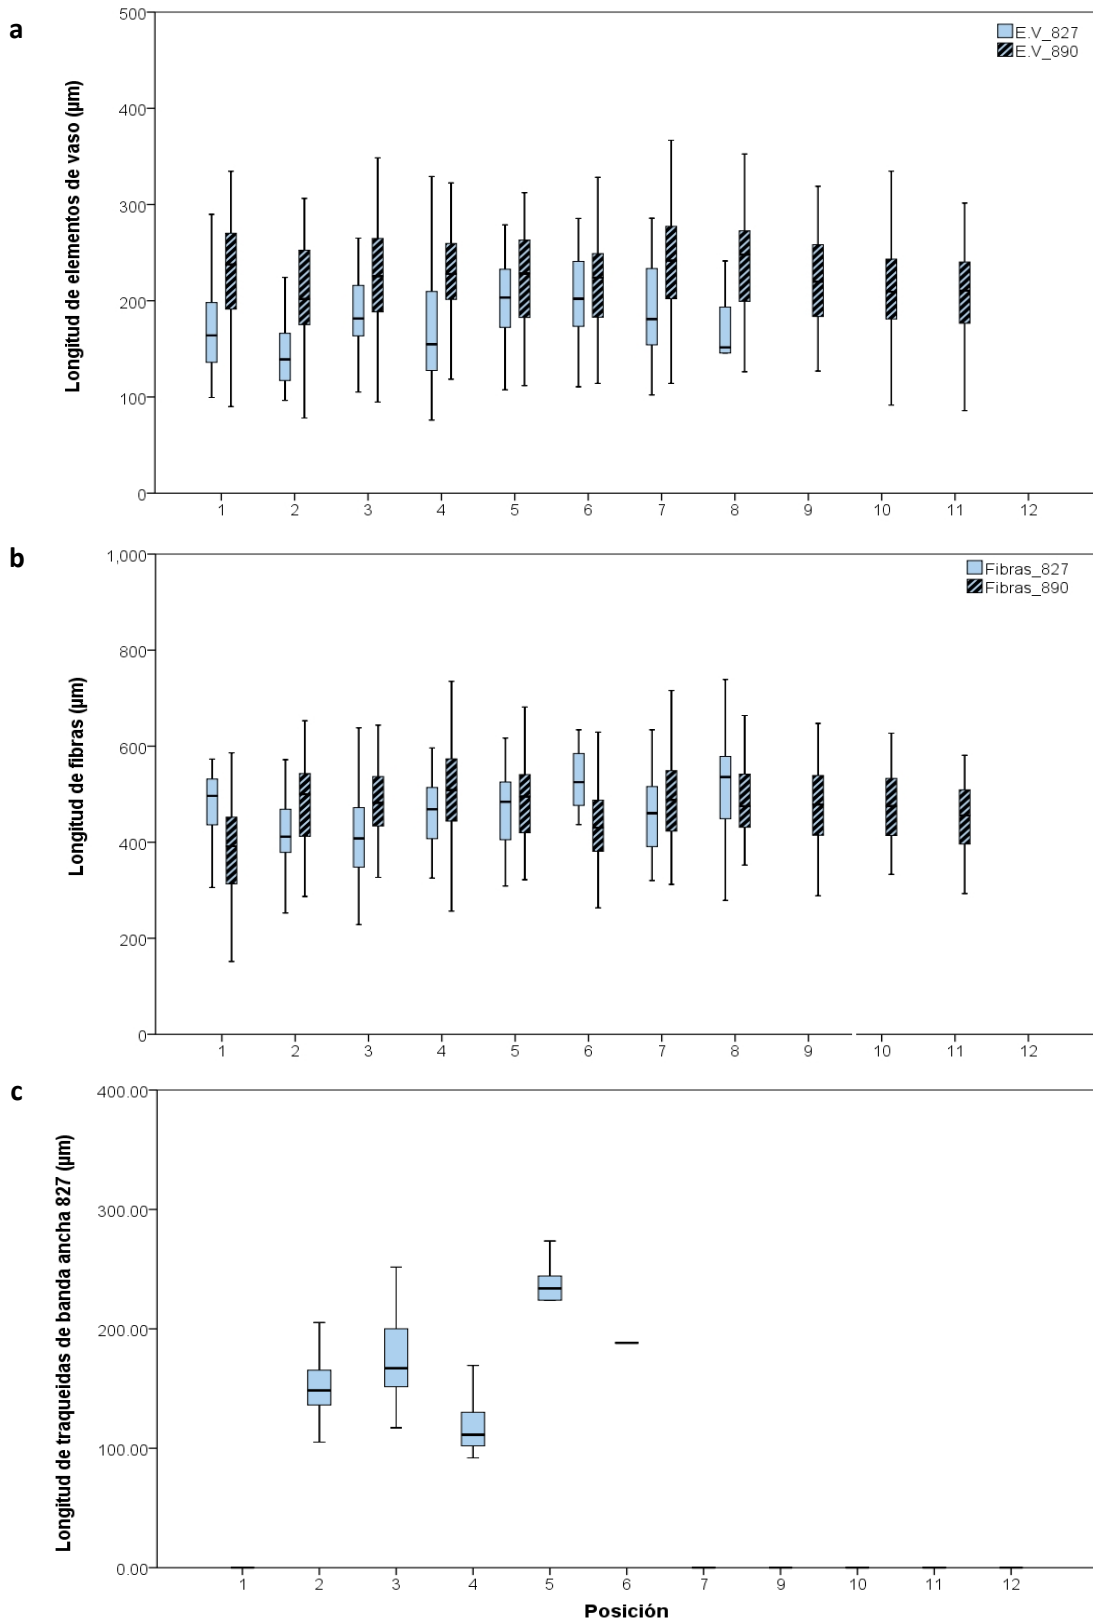 a
Longitud de elementos de vaso (µm)
500
400
300
200
100
0
E.V_827
E.V_890
1 2 3 4 5 6 7 8 9 10 11 12
b
Longitud de fibras (µm)
1,000
800
600
400
200
0
Fibras_827
Fibras_890
1 2 3 4 5 6 7 8 9 10 11 12
c
Longitud de traqueidas de banda ancha 827 (µm)
400.00
300.00
200.00
100.00
0.00
1 2 3 4 5 6 7 9 10 11 12
Posición